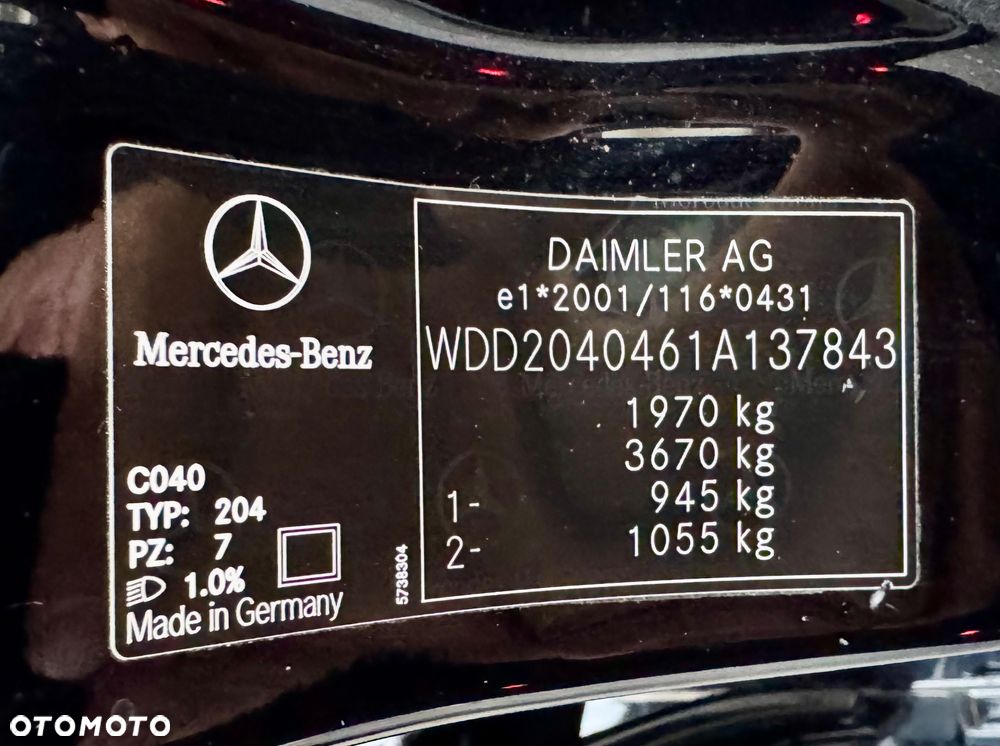 Mercedes-Benz
C040
TYP: 204
PZ: 7
1.0%
Made in Germany
5738304
DAIMLER AG
e1*2001/116*0431
WDD2040461A137843
1970 kg
3670 kg
1- 945 kg
2- 1055 kg
OTOMOTO